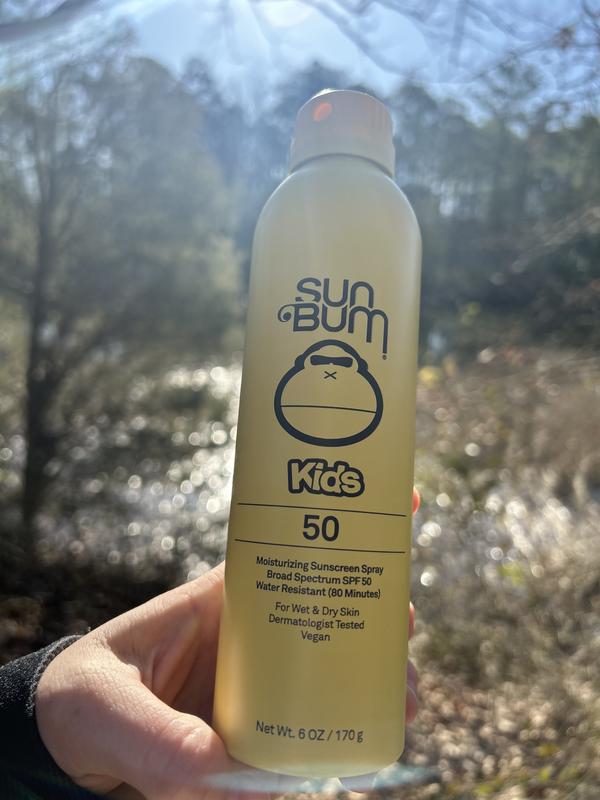 SUN
BUM®
Kids
50
Moisturizing Sunscreen Spray
Broad Spectrum SPF 50
Water Resistant (80 Minutes)
For Wet & Dry Skin
Dermatologist Tested
Vegan
Net Wt. 6 OZ / 170 g